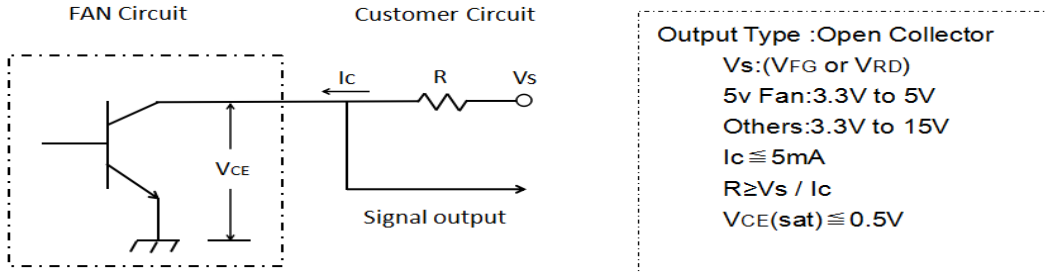 FAN Circuit
Customer Circuit
Ic
R
Vs
VCE
Signal output
Output Type :Open Collector
Vs:(VFG or VRD)
5v Fan:3.3V to 5V
Others:3.3V to 15V
Ic≦5mA
R≥Vs / Ic
VCE(sat)≦0.5V